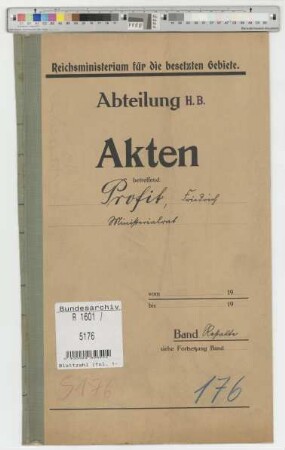 Reichsministerium für die besetzten Gebiete.
Abteilung H.B.
Akten
betreffend
Profit, Friedrich
Ministerialrat
vom 19
bis 19
Band
siehe Fortsetzung Band
Bundesarchiv
R 1601 /
5176
5176
176